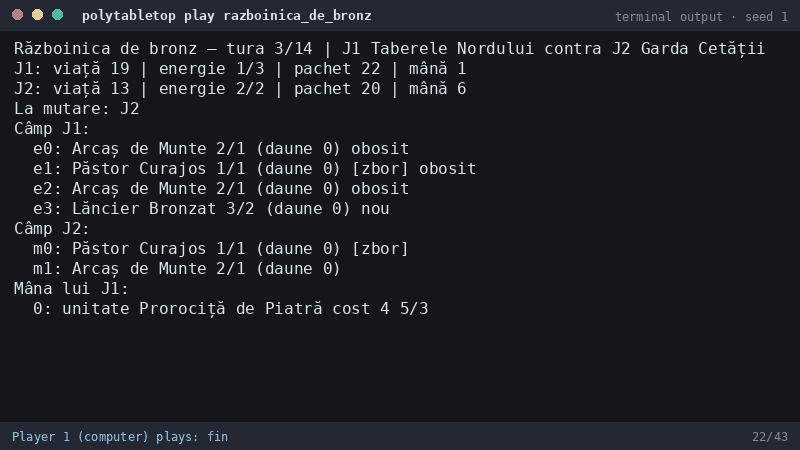 polytabletop play razboinica_de_bronz
terminal output · seed 1
Războinica de bronz — tura 3/14 | J1 Taberele Nordului contra J2 Garda Cetății
J1: viață 19 | energie 1/3 | pachet 22 | mână 1
J2: viață 13 | energie 2/2 | pachet 20 | mână 6
La mutare: J2
Câmp J1:
e0: Arcaș de Munte 2/1 (daune 0) obosit
e1: Păstor Curajos 1/1 (daune 0) [zbor] obosit
e2: Arcaș de Munte 2/1 (daune 0) obosit
e3: Lăncier Bronzat 3/2 (daune 0) nou
Câmp J2:
m0: Păstor Curajos 1/1 (daune 0) [zbor]
m1: Arcaș de Munte 2/1 (daune 0)
Mâna lui J1:
0: unitate Prorociță de Piatră cost 4 5/3
Player 1 (computer) plays: fin
22/43